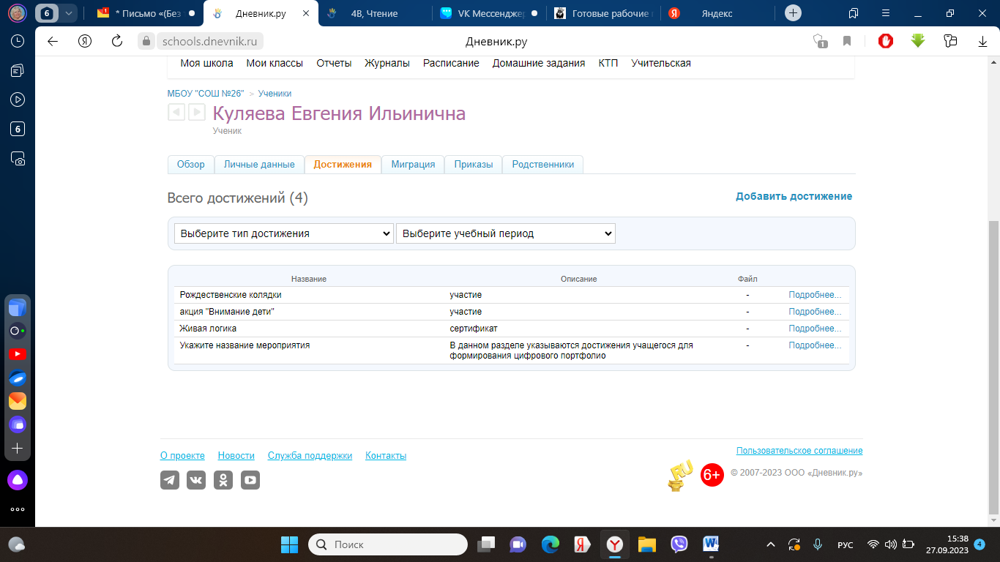 6
* Письмо «(Без
Дневник.ру
4В, Чтение
VK Мессенджер
Готовые рабочие п
Яндекс
schools.dnevnik.ru
Дневник.ру
1
Моя школа Мои классы Отчеты Журналы Расписание Домашние задания КТП Учительская
МБОУ "СОШ №26" > Ученики
Куляева Евгения Ильинична
Ученик
Обзор Личные данные Достижения Миграция Приказы Родственники
Всего достижений (4)
Добавить достижение
Выберите тип достижения
Выберите учебный период
Название Описание Файл
Рождественские колядки участие - Подробнее...
акция "Внимание дети" участие - Подробнее...
Живая логика сертификат - Подробнее...
Укажите название мероприятия В данном разделе указываются достижения учащегося для - Подробнее...
формирования цифрового портфолио
О проекте Новости Служба поддержки Контакты
Пользовательское соглашение
RU
6+
© 2007-2023 ООО «Дневник.ру»
6
Поиск
РУС
15:38
27.09.2023
4